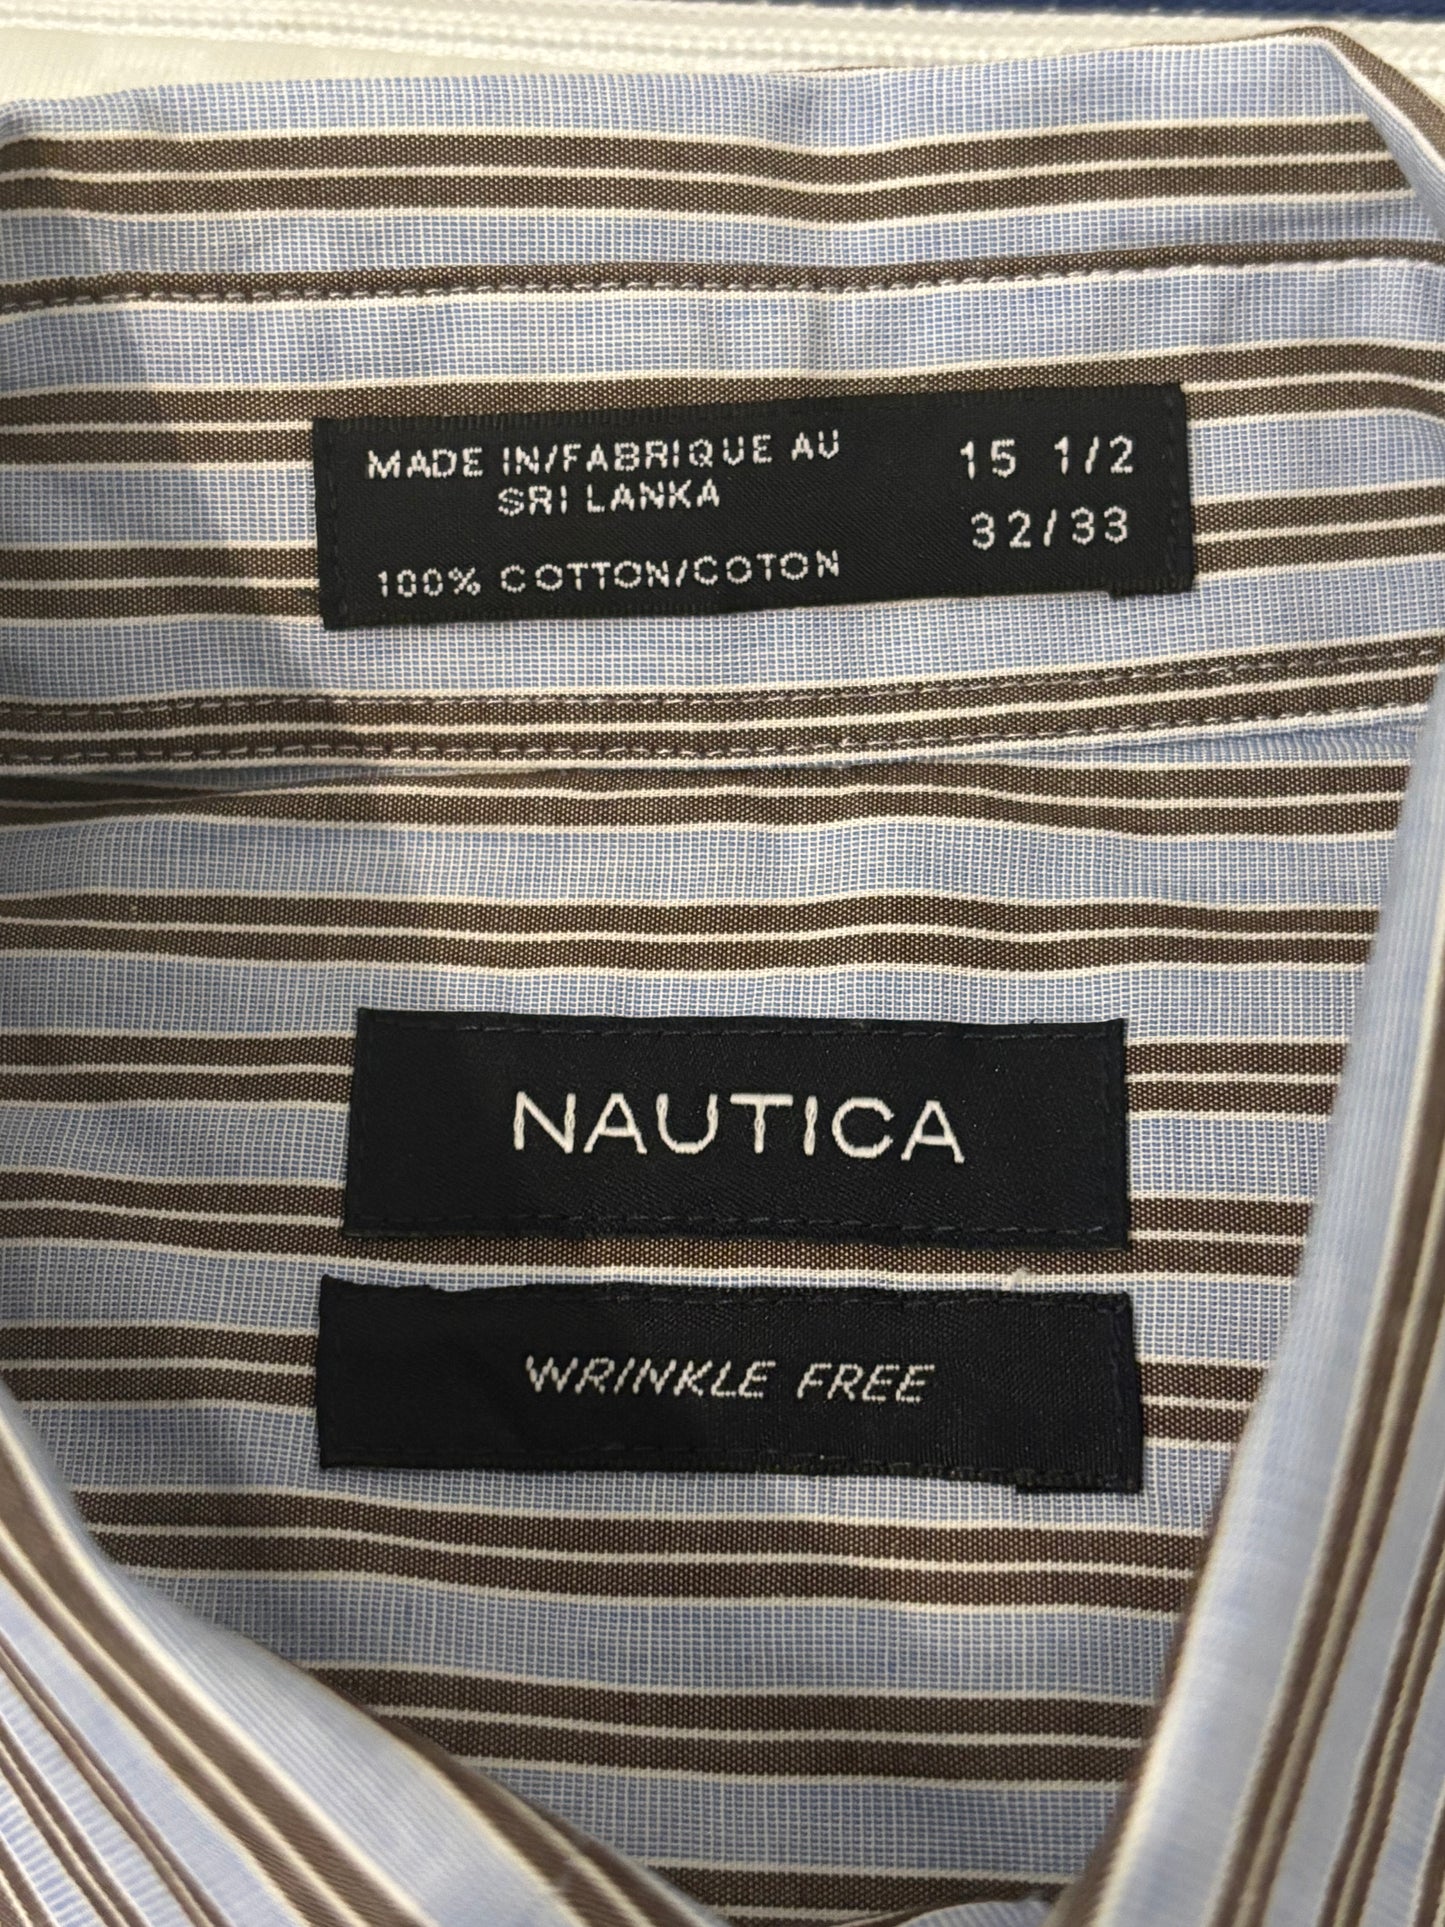 MADE IN/FABRIQUE AU
SRI LANKA
100% COTTON/COTON
15 1/2
32/33
NAUTICA
WRINKLE FREE